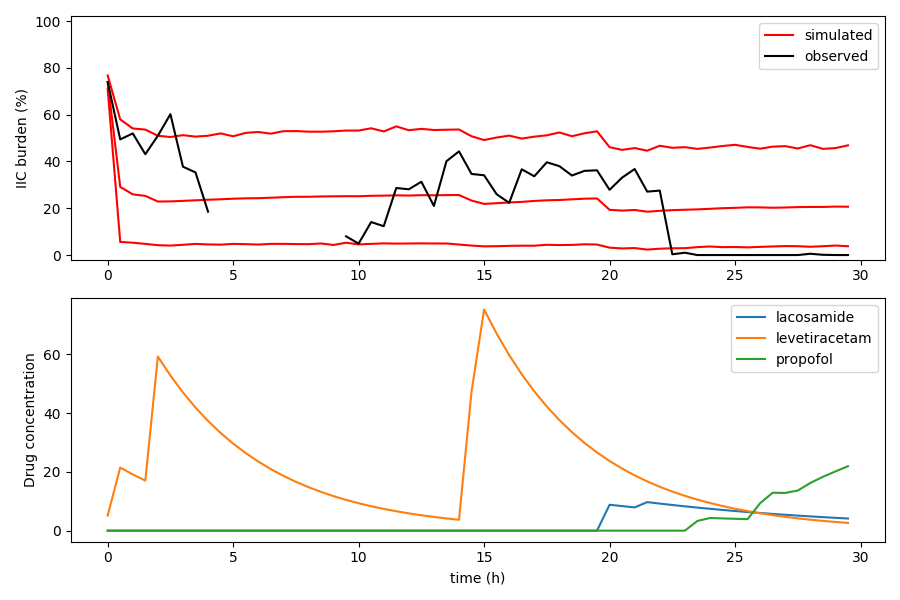 100
80
60
40
20
0
IIC burden (%)
simulated
observed
0 5 10 15 20 25 30
60
40
20
0
Drug concentration
lacosamide
levetiracetam
propofol
0 5 10 15 20 25 30
time (h)